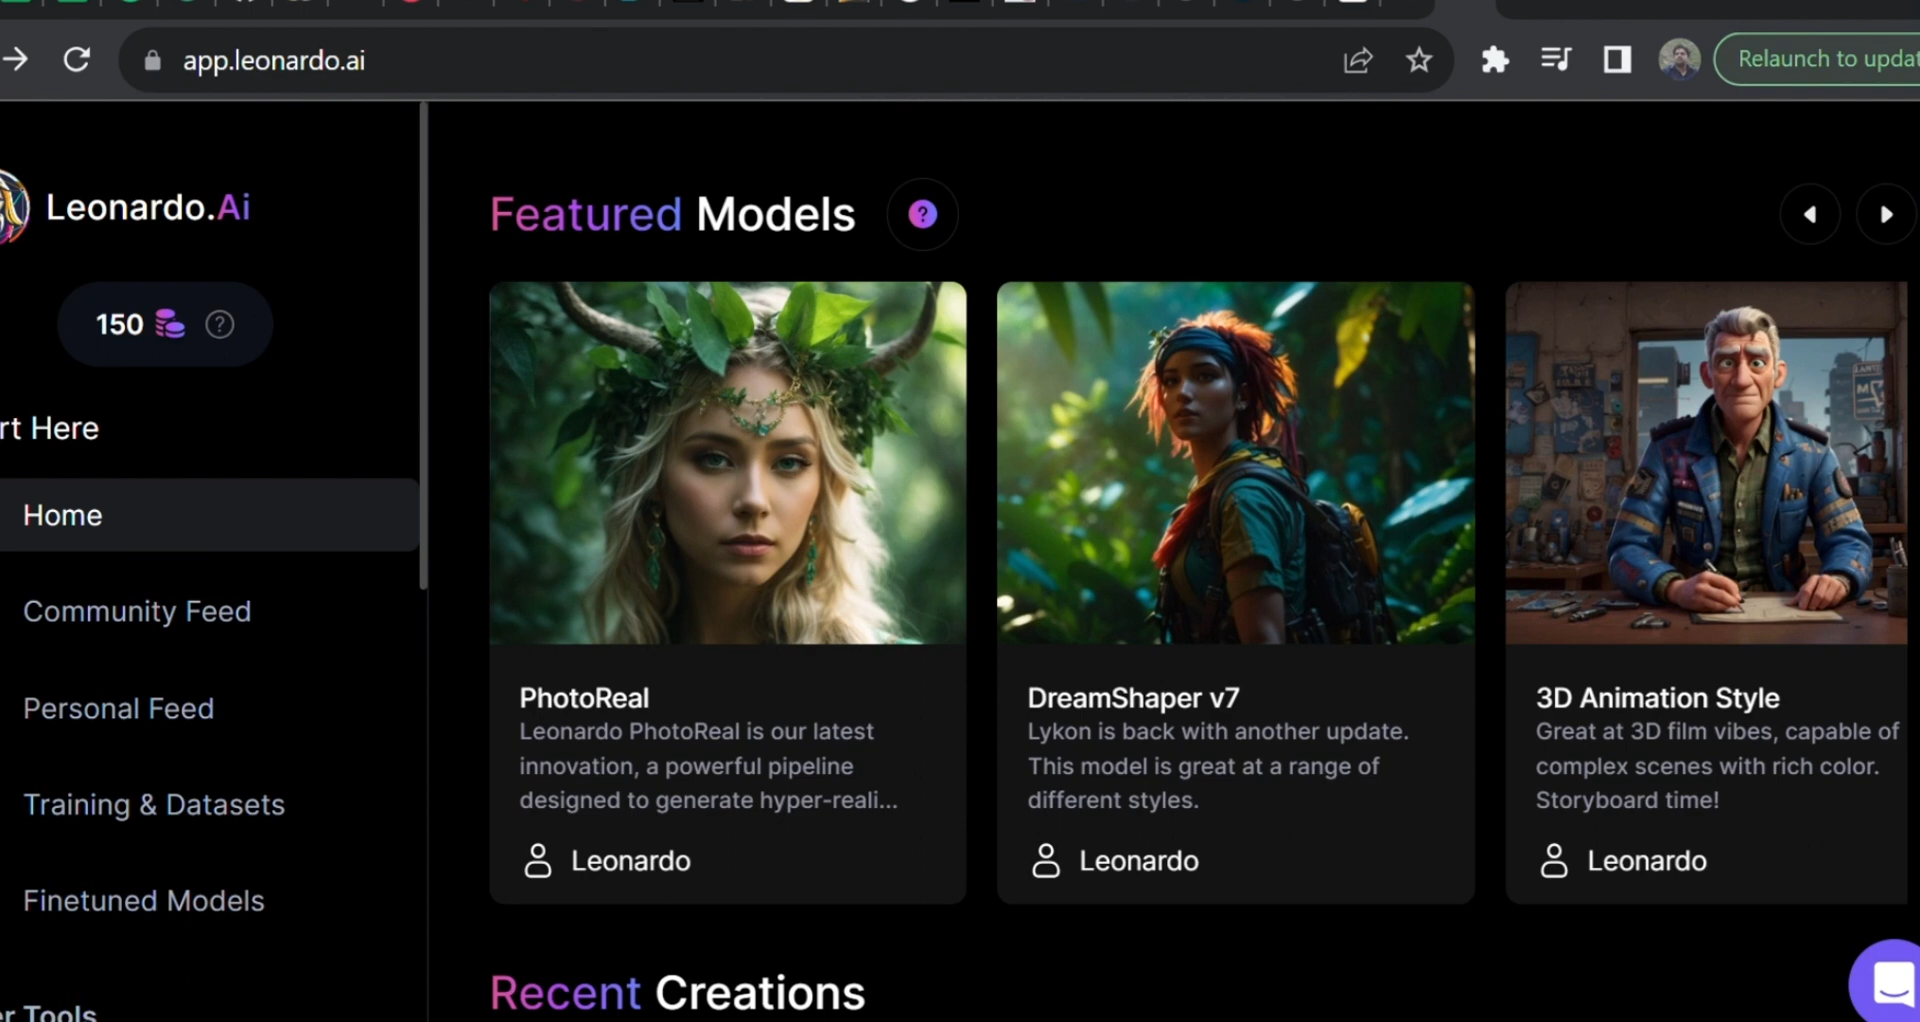 app.leonardo.ai
Relaunch to updat
Leonardo.Ai
150
rt Here
Home
Community Feed
Personal Feed
Training & Datasets
Finetuned Models
er Tools
Featured Models
PhotoReal
Leonardo PhotoReal is our latest
innovation, a powerful pipeline
designed to generate hyper-reali...
Leonardo
DreamShaper v7
Lykon is back with another update.
This model is great at a range of
different styles.
Leonardo
3D Animation Style
Great at 3D film vibes, capable of
complex scenes with rich color.
Storyboard time!
Leonardo
Recent Creations